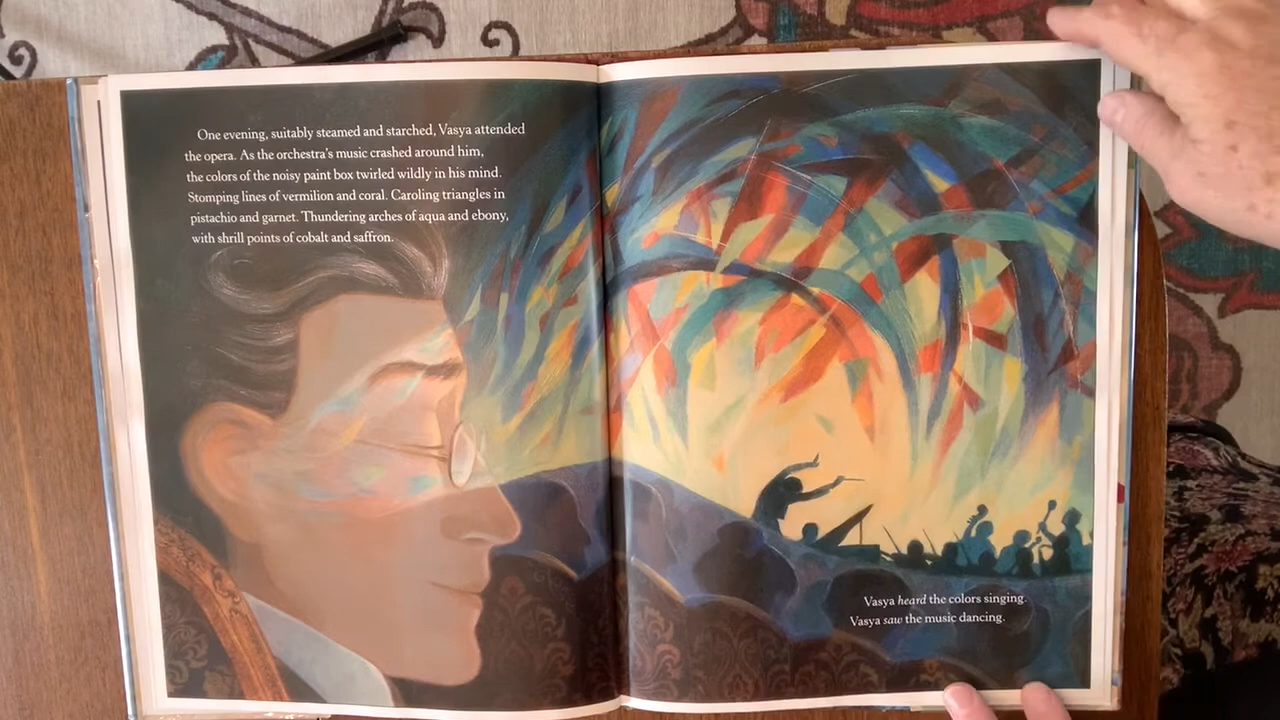 One evening, suitably steamed and starched, Vasya attended
the opera. As the orchestra's music crashed around him,
the colors of the noisy paint box twirled wildly in his mind.
Stomping lines of vermilion and coral. Caroling triangles in
pistachio and garnet. Thundering arches of aqua and ebony,
with shrill points of cobalt and saffron.
Vasya heard the colors singing.
Vasya saw the music dancing.